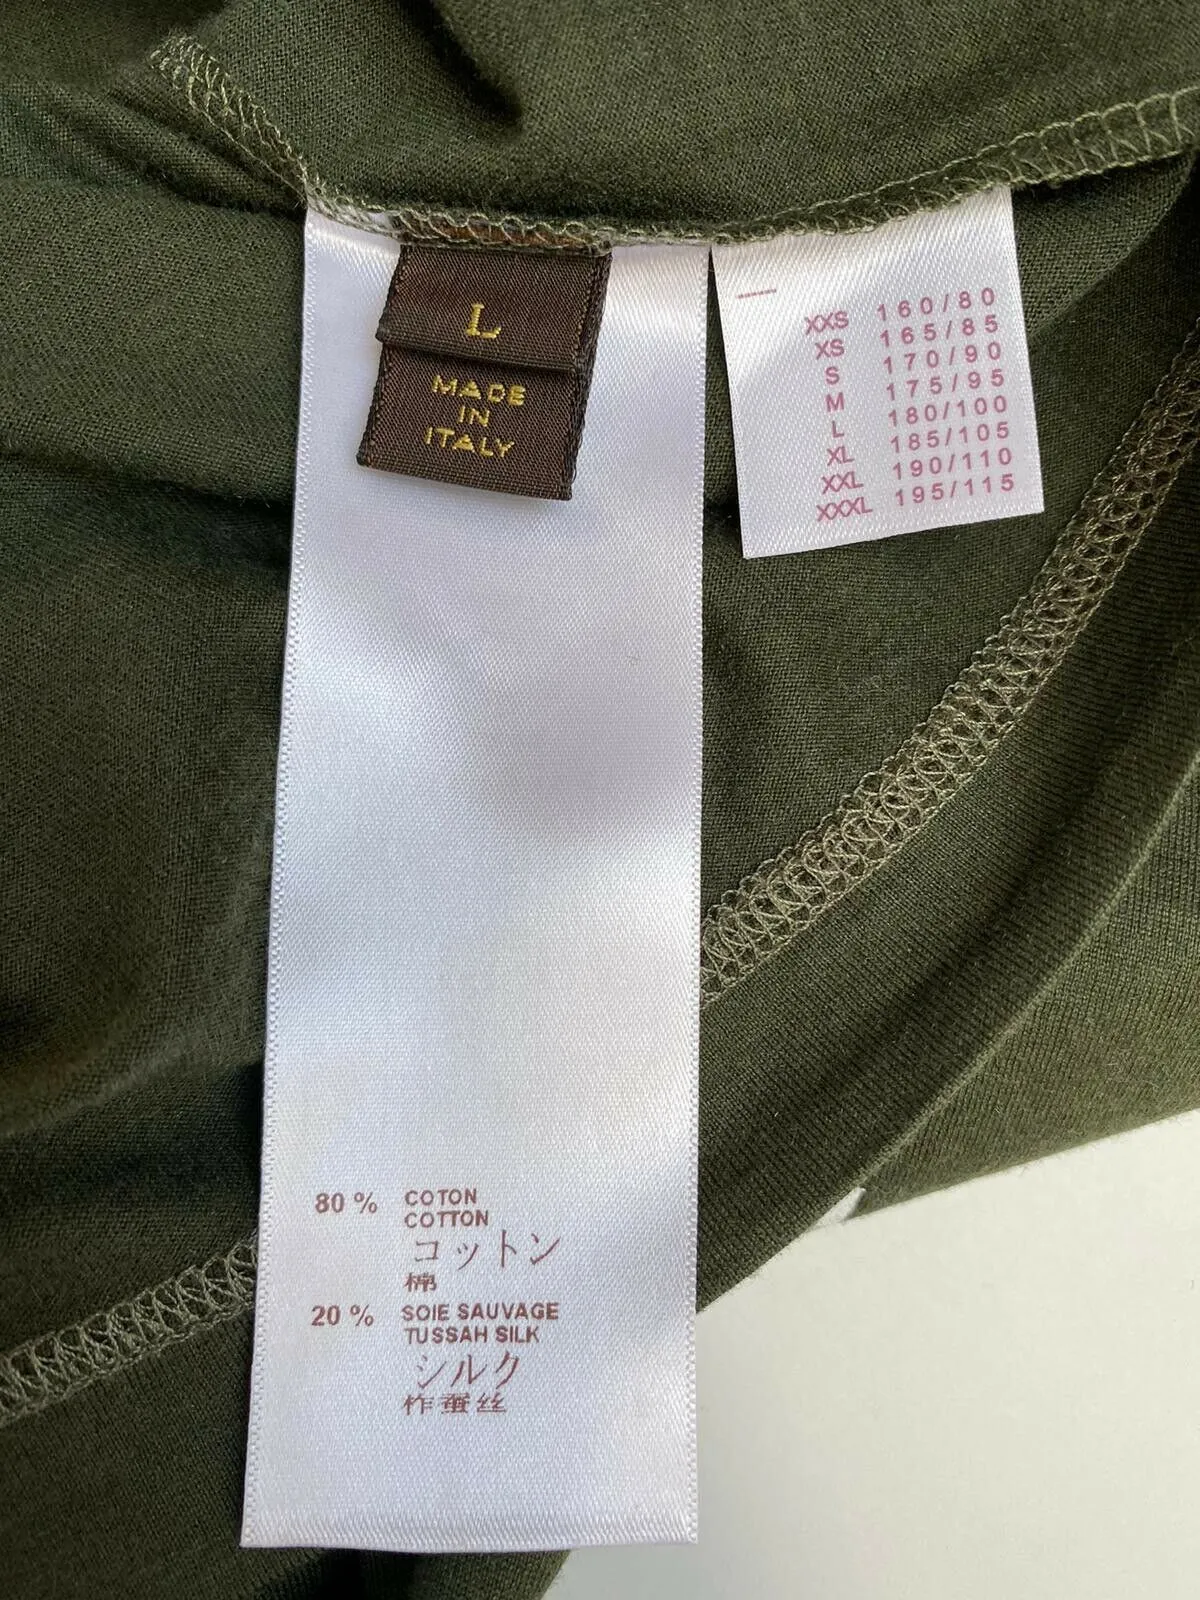 L
MADE
IN
ITALY
XXS 160/80
XS 165/85
S 170/90
M 175/95
L 180/100
XL 185/105
XXL 190/110
XXXL 195/115
80 % COTON
COTTON
コットン
棉
20 % SOIE SAUVAGE
TUSSAH SILK
シルク
柞蚕丝